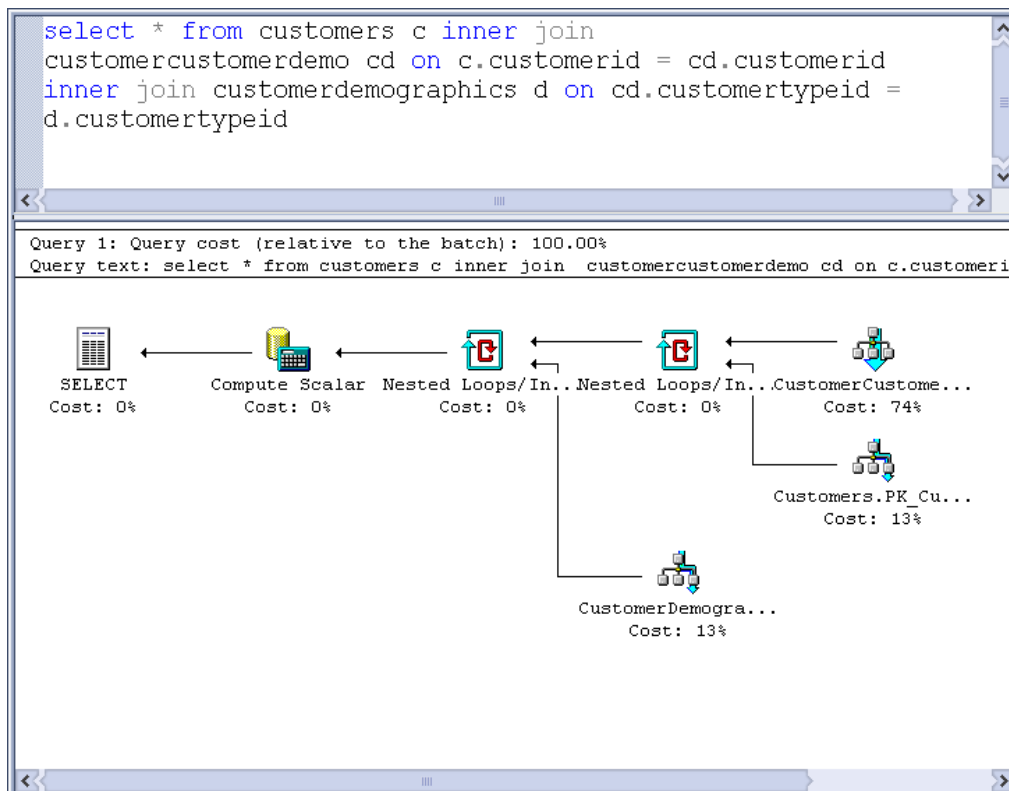 select * from customers c inner join
customercustomerdemo cd on c.customerid = cd.customerid
inner join customerdemographics d on cd.customertypeid =
d.customertypeid
Query 1: Query cost (relative to the batch): 100.00%
Query text: select * from customers c inner join  customercustomerdemo cd on c.customeri
SELECT
Cost: 0%
Compute Scalar
Cost: 0%
Nested Loops/In...
Cost: 0%
Nested Loops/In...
Cost: 0%
CustomerCustome...
Cost: 74%
Customers.PK_Cu...
Cost: 13%
CustomerDemogra...
Cost: 13%